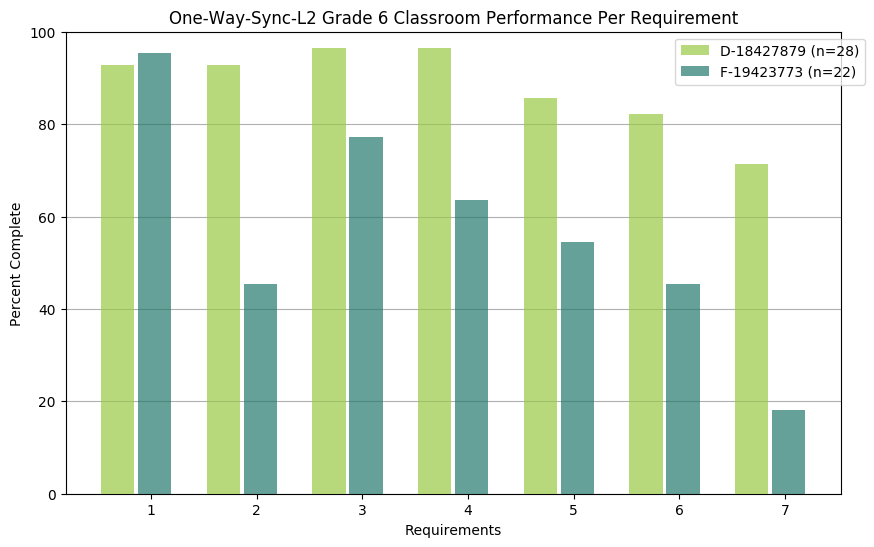 One-Way-Sync-L2 Grade 6 Classroom Performance Per Requirement
D-18427879 (n=28)
F-19423773 (n=22)
Percent Complete
100
80
60
40
20
0
1 2 3 4 5 6 7
Requirements